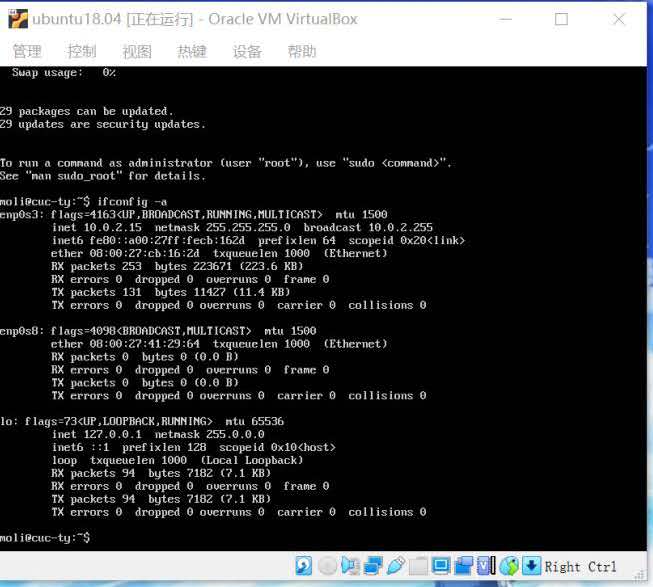 ubuntu18.04 [正在运行] - Oracle VM VirtualBox
管理 控制 视图 热键 设备 帮助
Swap usage: 0%
29 packages can be updated.
29 updates are security updates.
To run a command as administrator (user "root"), use "sudo <command>".
See "man sudo_root" for details.
moli@cuc-ty:~$ ifconfig -a
enp0s3: flags=4163<UP,BROADCAST,RUNNING,MULTICAST> mtu 1500
inet 10.0.2.15 netmask 255.255.255.0 broadcast 10.0.2.255
inet6 fe80::a00:27ff:fecb:162d prefixlen 64 scopeid 0x20<link>
ether 08:00:27:cb:16:2d txqueuelen 1000 (Ethernet)
RX packets 253 bytes 223671 (223.6 KB)
RX errors 0 dropped 0 overruns 0 frame 0
TX packets 131 bytes 11427 (11.4 KB)
TX errors 0 dropped 0 overruns 0 carrier 0 collisions 0
enp0s8: flags=4098<BROADCAST,MULTICAST> mtu 1500
ether 08:00:27:41:29:64 txqueuelen 1000 (Ethernet)
RX packets 0 bytes 0 (0.0 B)
RX errors 0 dropped 0 overruns 0 frame 0
TX packets 0 bytes 0 (0.0 B)
TX errors 0 dropped 0 overruns 0 carrier 0 collisions 0
lo: flags=73<UP,LOOPBACK,RUNNING> mtu 65536
inet 127.0.0.1 netmask 255.0.0.0
inet6 ::1 prefixlen 128 scopeid 0x10<host>
loop txqueuelen 1000 (Local Loopback)
RX packets 94 bytes 7182 (7.1 KB)
RX errors 0 dropped 0 overruns 0 frame 0
TX packets 94 bytes 7182 (7.1 KB)
TX errors 0 dropped 0 overruns 0 carrier 0 collisions 0
moli@cuc-ty:~$
Right Ctrl